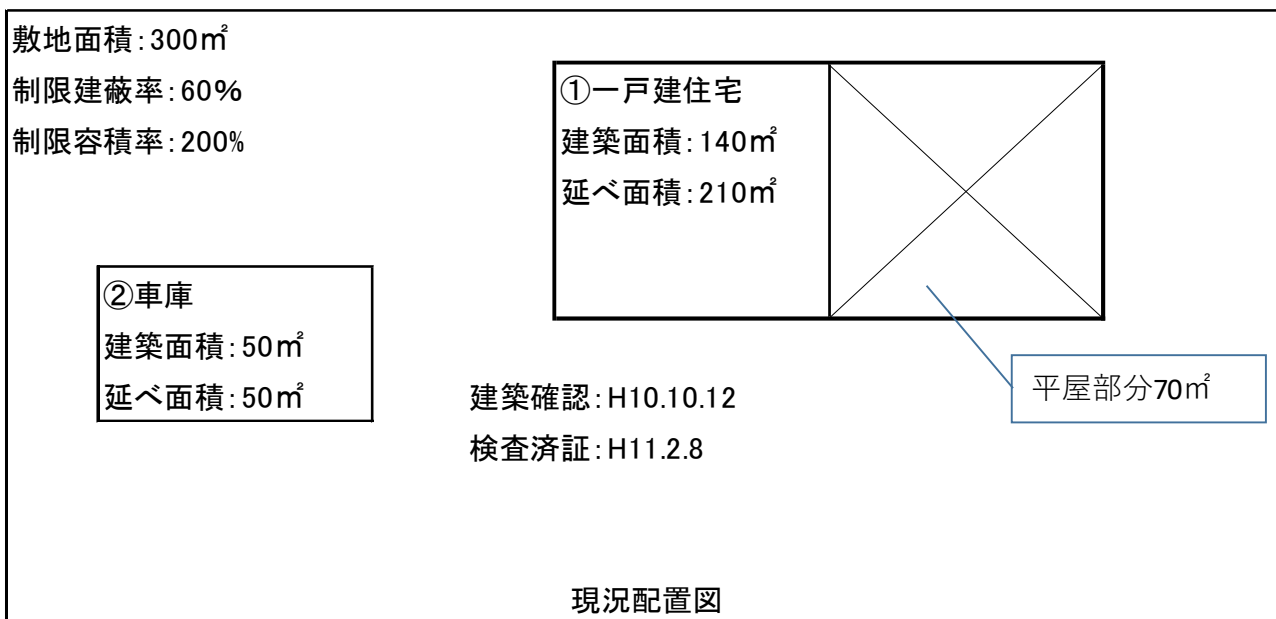 敷地面積:300㎡
制限建蔽率:60%
制限容積率:200%
①一戸建住宅
建築面積:140㎡
延べ面積:210㎡
②車庫
建築面積:50㎡
延べ面積:50㎡
平屋部分70㎡
建築確認:H10.10.12
検査済証:H11.2.8
現況配置図